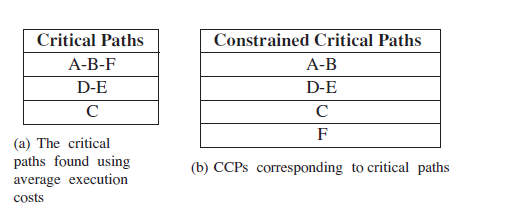 Critical Paths
A-B-F
D-E
C
(a) The critical
paths found using
average execution
costs
Constrained Critical Paths
A-B
D-E
C
F
(b) CCPs corresponding to critical paths